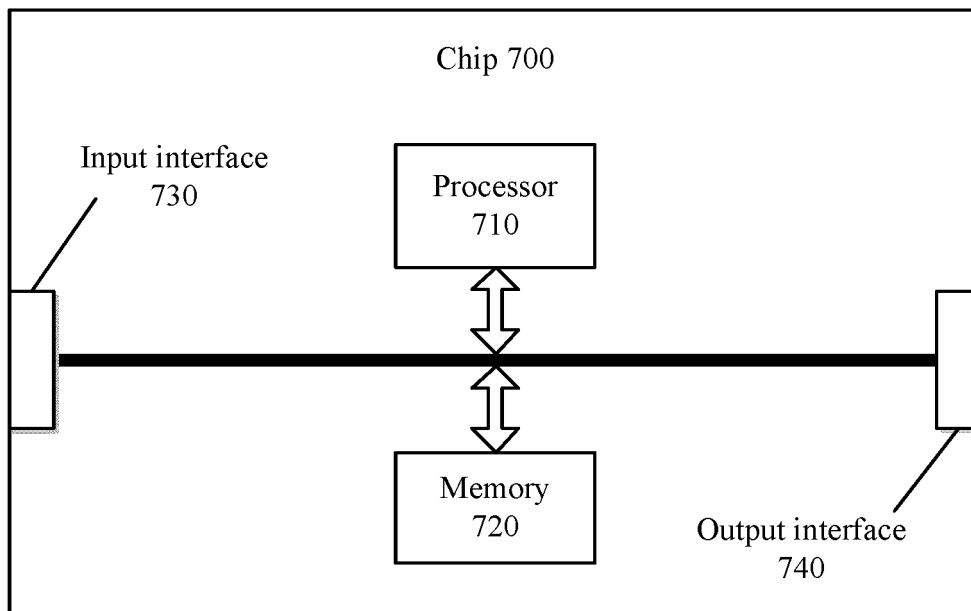 Chip 700
Input interface
730
Processor
710
Memory
720
Output interface
740